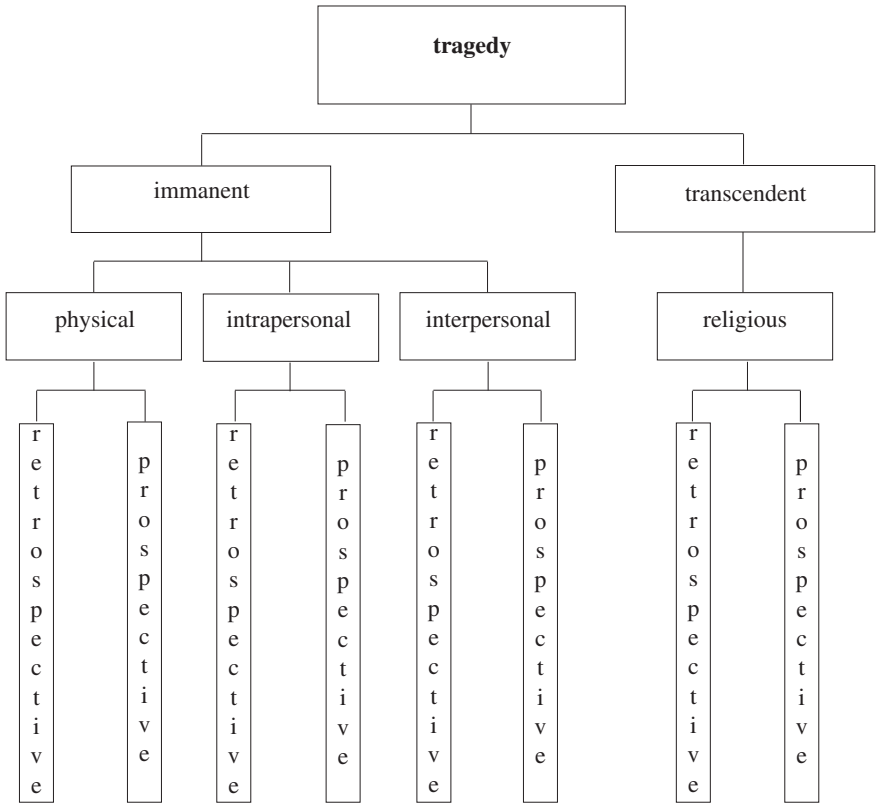 tragedy
immanent
transcendent
physical
intrapersonal
interpersonal
religious
retrospective
prospective
retrospective
prospective
retrospective
prospective
retrospective
prospective